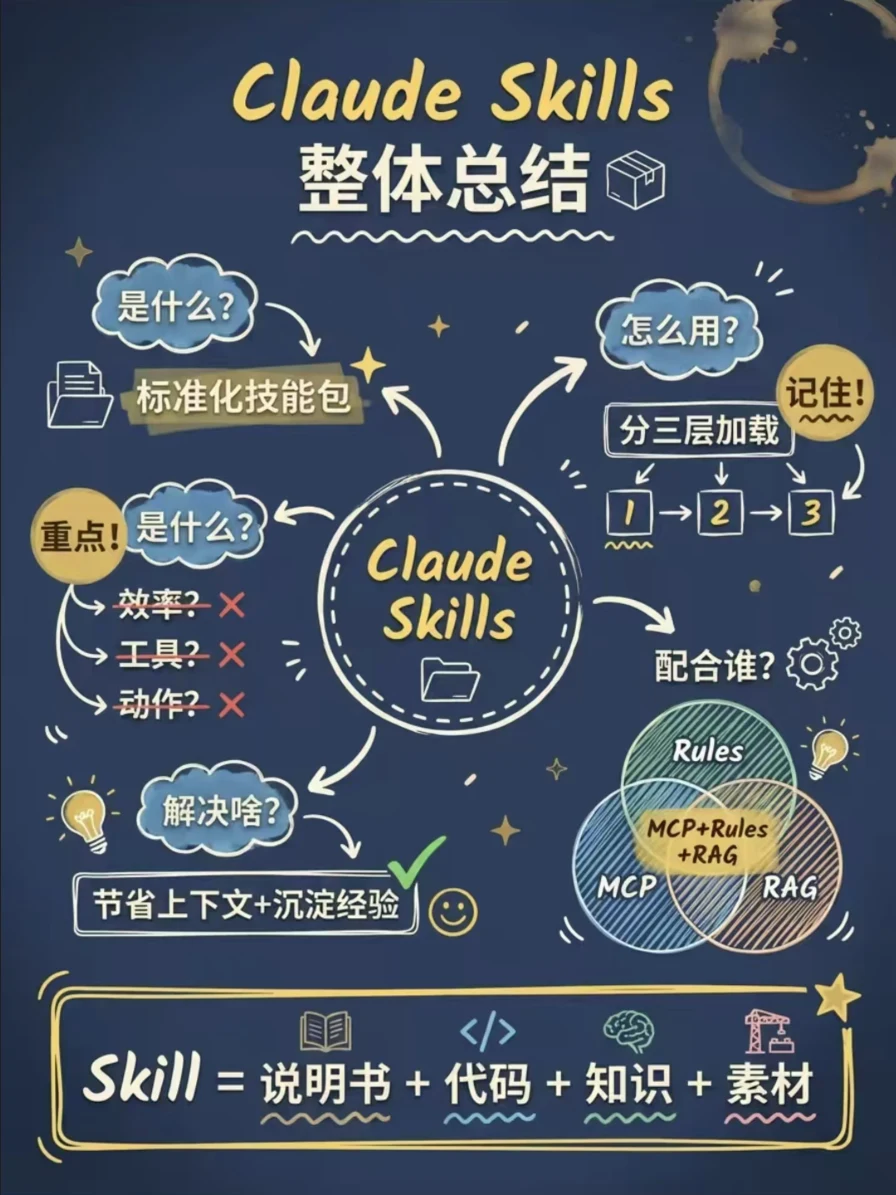 Claude Skills
整体总结
是什么?
标准化技能包
怎么用?
记住!
分三层加载
1
2
3
重点!
是什么?
效率?
工具?
动作?
Claude
Skills
配合谁?
Rules
MCP+Rules
+RAG
MCP
RAG
解决啥?
节省上下文+沉淀经验
Skill = 说明书 + 代码 + 知识 + 素材